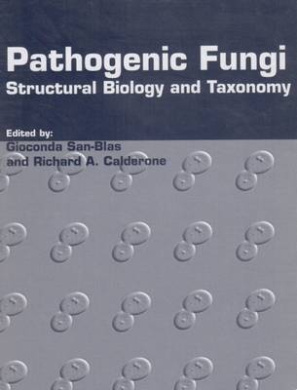 Pathogenic Fungi
Structural Biology and Taxonomy
Edited by:
Gioconda San-Blas
and Richard A. Calderone